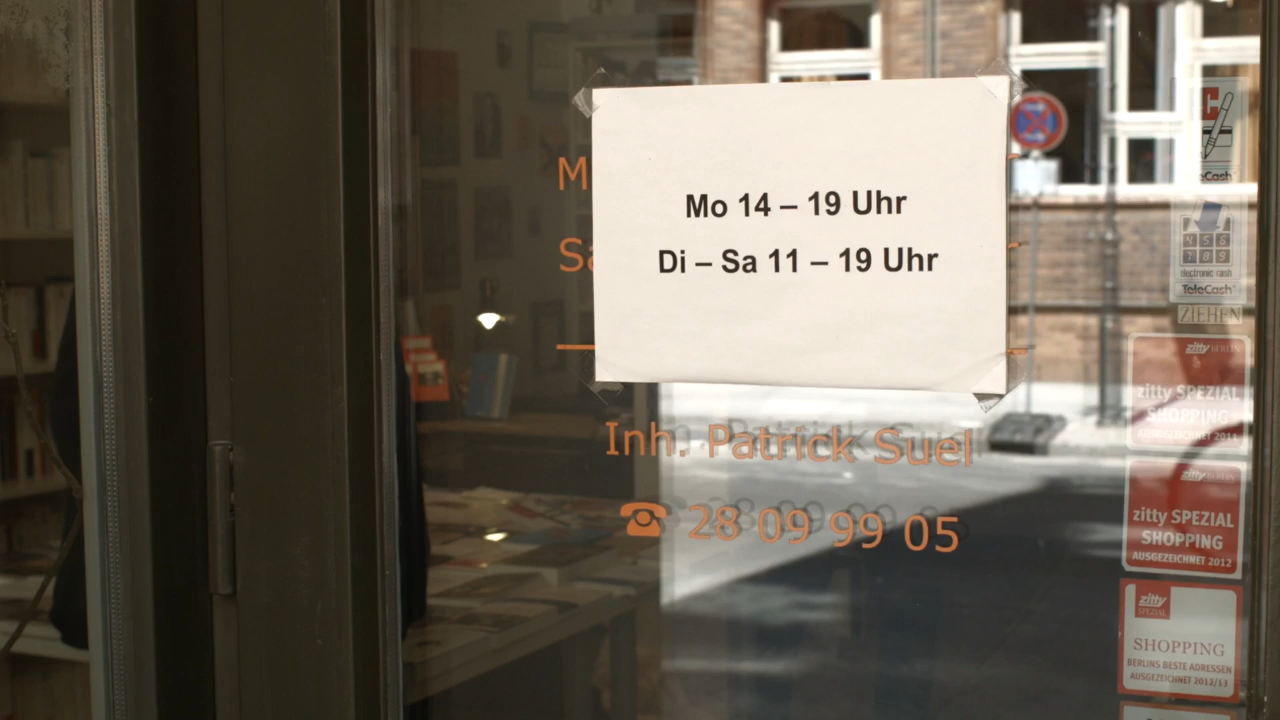 M
Sa
Mo 14 – 19 Uhr
Di – Sa 11 – 19 Uhr
Inh. Patrick Suel
☎ 28 09 99 05
TeleCash
electronic cash
TeleCash
ZIEHEN
zitty BERLIN
zitty SPEZIAL
SHOPPING
AUSGEZEICHNET 2011
zitty BERLIN
zitty SPEZIAL
SHOPPING
AUSGEZEICHNET 2012
zitty
SPEZIAL
SHOPPING
BERLINS BESTE ADRESSEN
AUSGEZEICHNET 2012/13